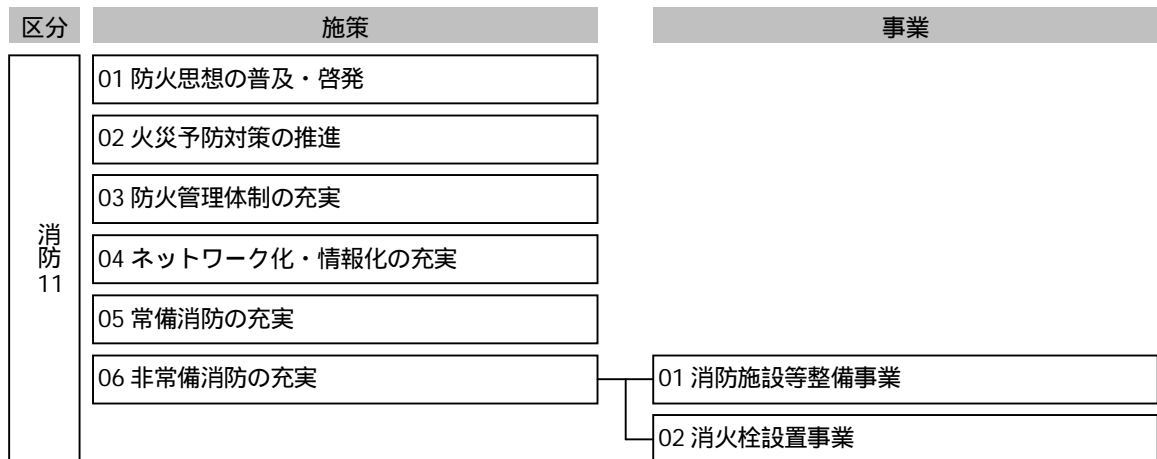 区分 施策 事業
消防11
01 防火思想の普及・啓発
02 火災予防対策の推進
03 防火管理体制の充実
04 ネットワーク化・情報化の充実
05 常備消防の充実
06 非常備消防の充実 01 消防施設等整備事業
02 消火栓設置事業